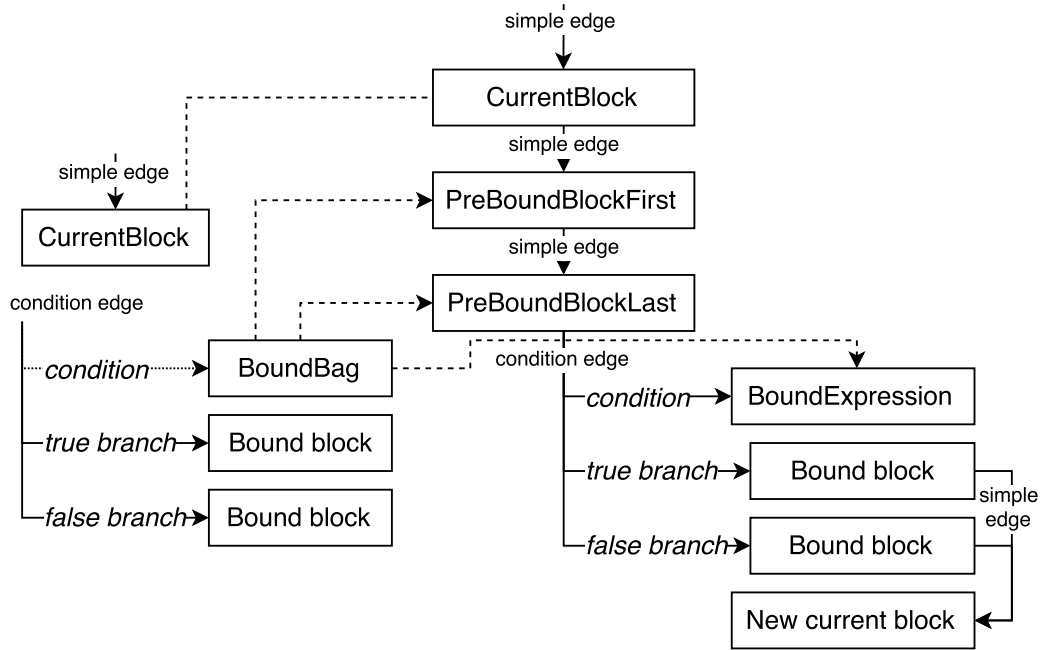 simple edge
CurrentBlock
simple edge
simple edge
PreBoundBlockFirst
CurrentBlock
simple edge
condition edge
PreBoundBlockLast
condition edge
condition
BoundBag
condition
BoundExpression
true branch
Bound block
true branch
Bound block
simple
edge
false branch
Bound block
false branch
Bound block
New current block